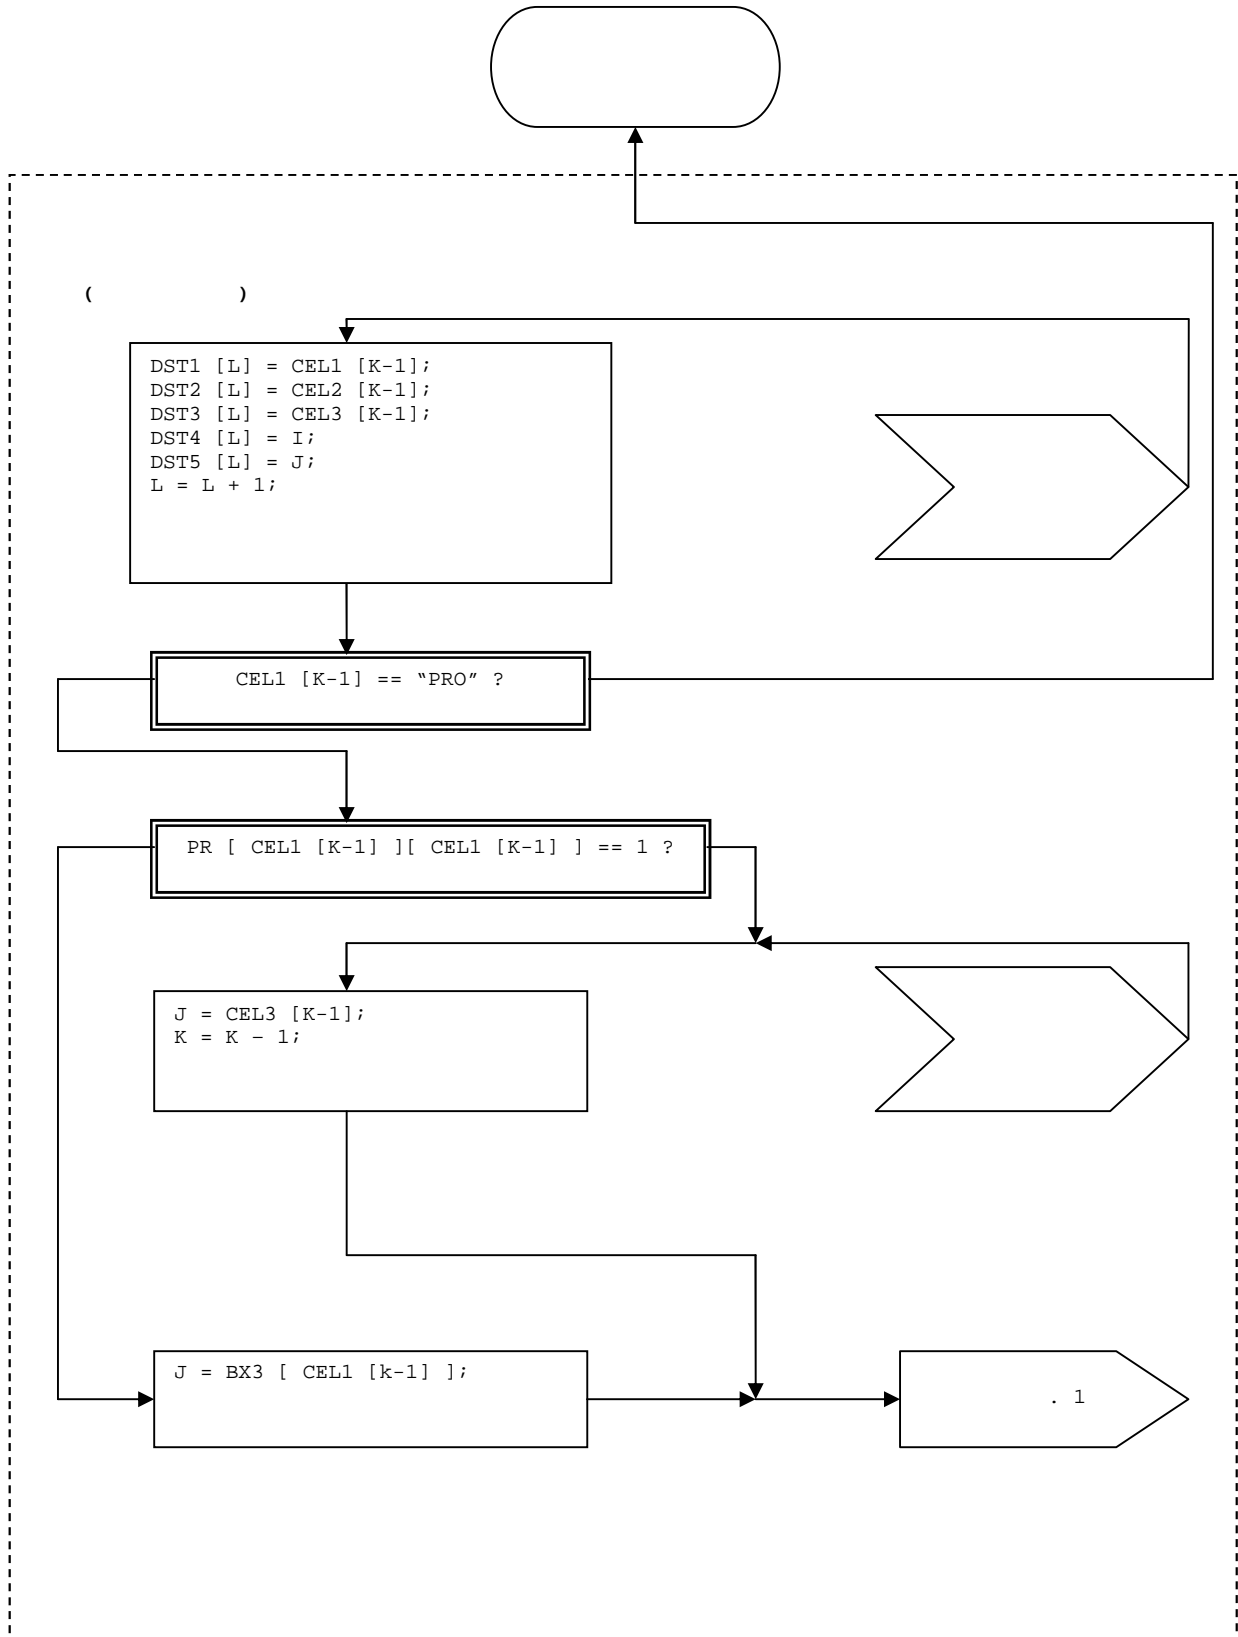 ( )
DST1 [L] = CEL1 [K-1];
DST2 [L] = CEL2 [K-1];
DST3 [L] = CEL3 [K-1];
DST4 [L] = I;
DST5 [L] = J;
L = L + 1;
CEL1 [K-1] == “PRO” ?
PR [ CEL1 [K-1] ][ CEL1 [K-1] ] == 1 ?
J = CEL3 [K-1];
K = K – 1;
J = BX3 [ CEL1 [k-1] ];
. 1